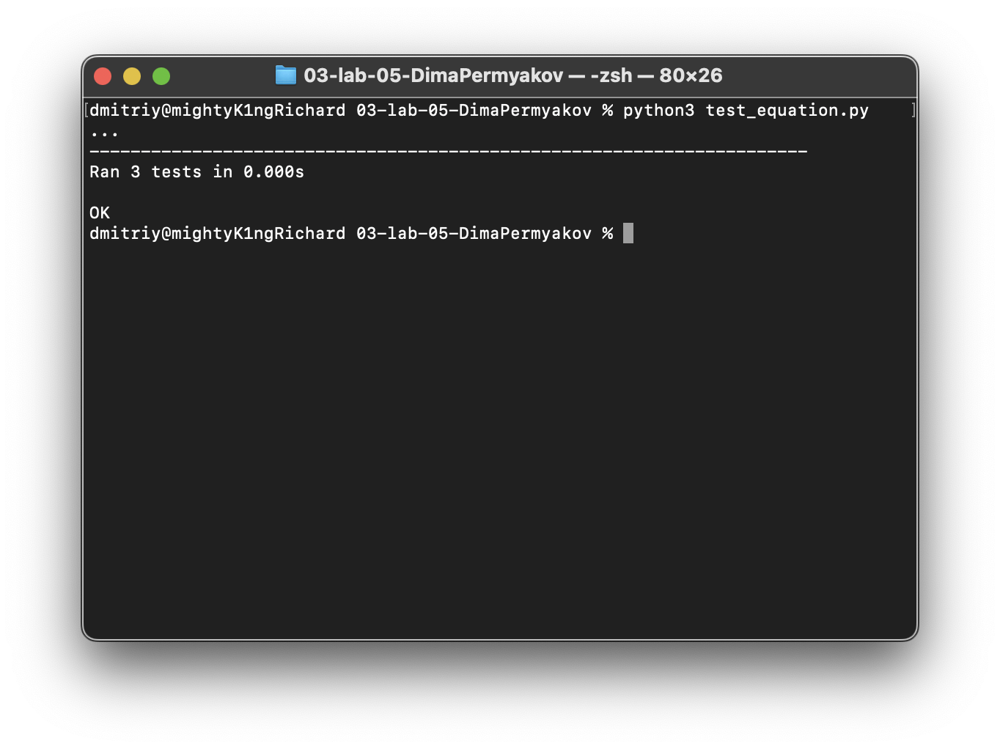 03-lab-05-DimaPermyakov — -zsh — 80×26
[dmitriy@mightyK1ngRichard 03-lab-05-DimaPermyakov % python3 test_equation.py ]
...
----------------------------------------------------------------------
Ran 3 tests in 0.000s
OK
dmitriy@mightyK1ngRichard 03-lab-05-DimaPermyakov %